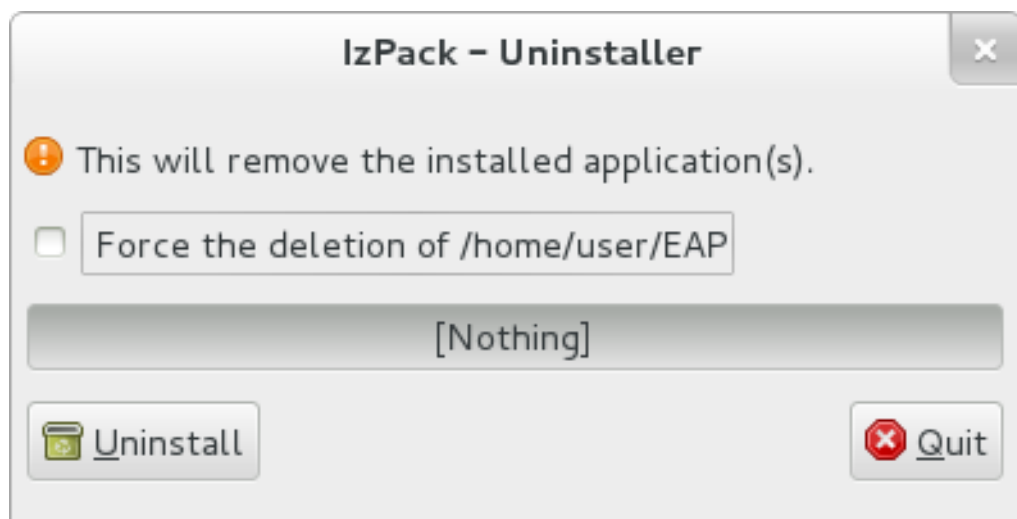 IzPack - Uninstaller
This will remove the installed application(s).
Force the deletion of /home/user/EAP
[Nothing]
Uninstall
Quit